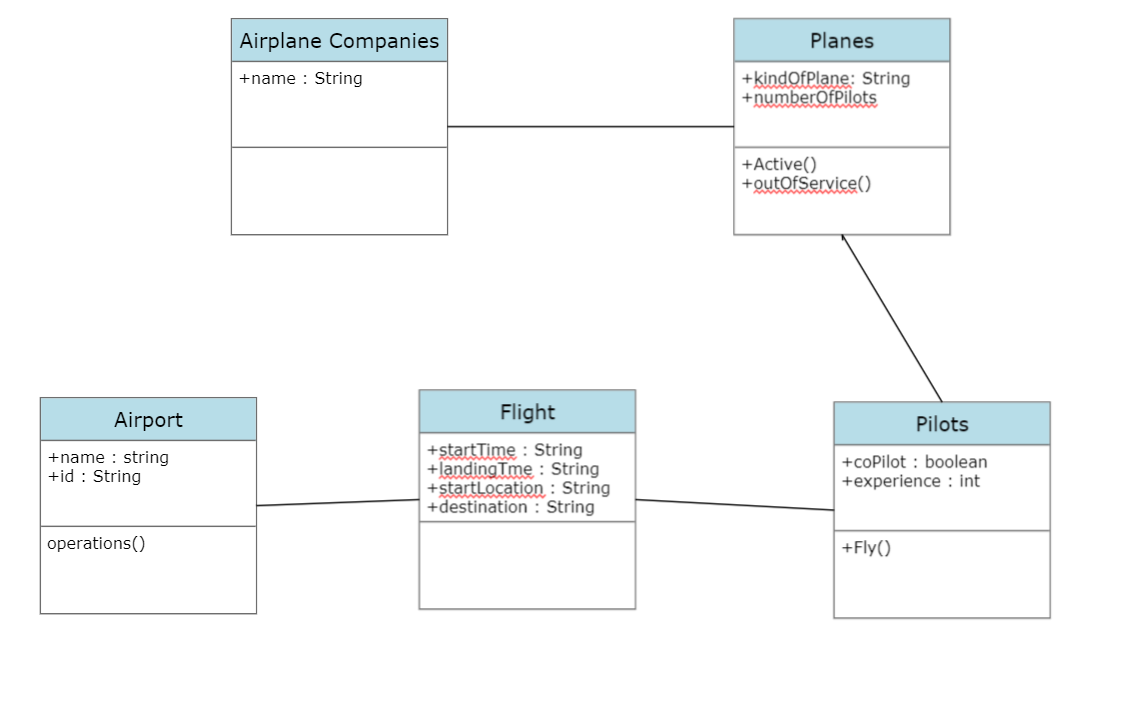 Airplane Companies
+name : String
Planes
+kindOfPlane: String
+numberOfPilots
+Active()
+outOfService()
Airport
+name : string
+id : String
operations()
Flight
+startTime : String
+landingTme : String
+startLocation : String
+destination : String
Pilots
+coPilot : boolean
+experience : int
+Fly()